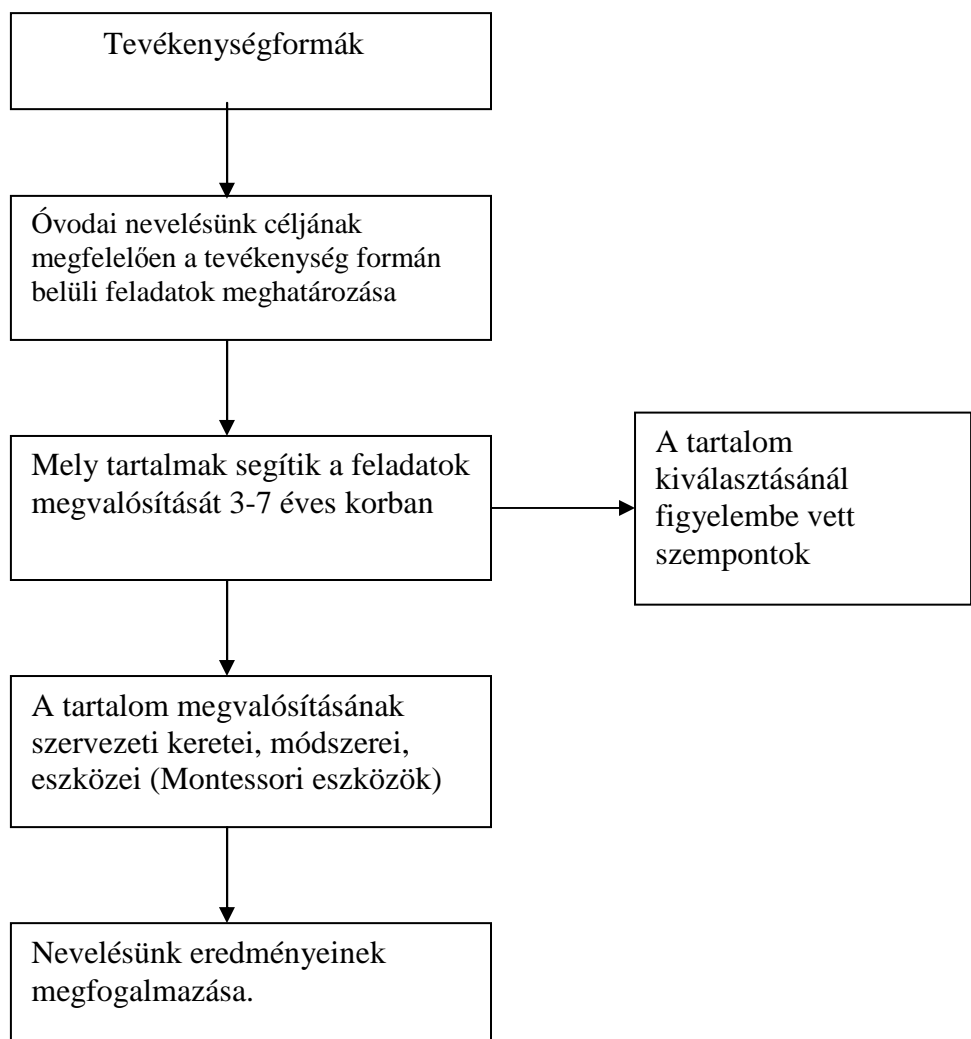 Tevékenységformák
Óvodai nevelésünk céljának
megfelelően a tevékenység formán
belüli feladatok meghatározása
Mely tartalmak segítik a feladatok
megvalósítását 3-7 éves korban
A tartalom
kiválasztásánál
figyelembe vett
szempontok
A tartalom megvalósításának
szervezeti keretei, módszerei,
eszközei (Montessori eszközök)
Nevelésünk eredményeinek
megfogalmazása.